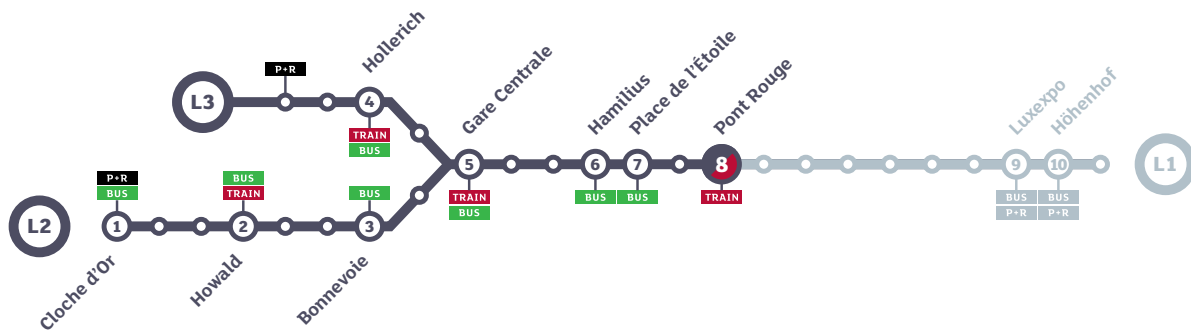 Hollerich
P+R
L3
4
TRAIN
BUS
Gare Centrale
Hamilius
Place de l'Étoile
Pont Rouge
Luxexpo
Höhenhof
5
6
7
8
9
10
L1
TRAIN
BUS
BUS
BUS
TRAIN
BUS
P+R
BUS
P+R
P+R
BUS
BUS
TRAIN
BUS
L2
1
2
3
Cloche d'Or
Howald
Bonnevoie